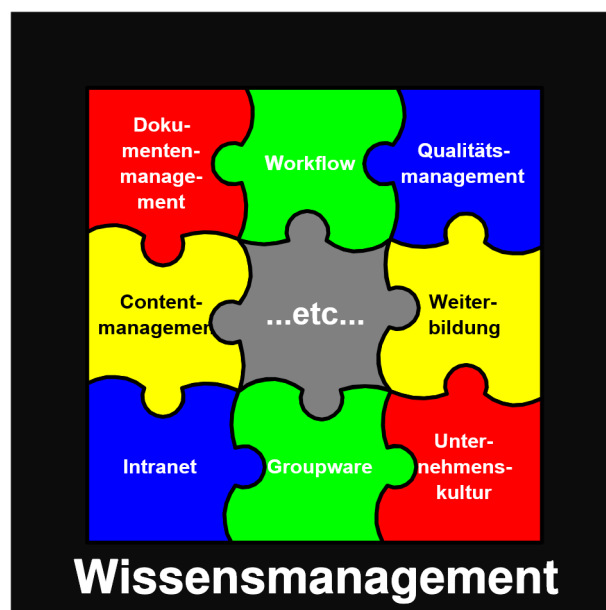 Doku-
menten-
manage-
ment
Workflow
Qualitäts-
management
Content-
managemen
...etc...
Weiter-
bildung
Intranet
Groupware
Unter-
nehmens-
kultur
Wissensmanagement